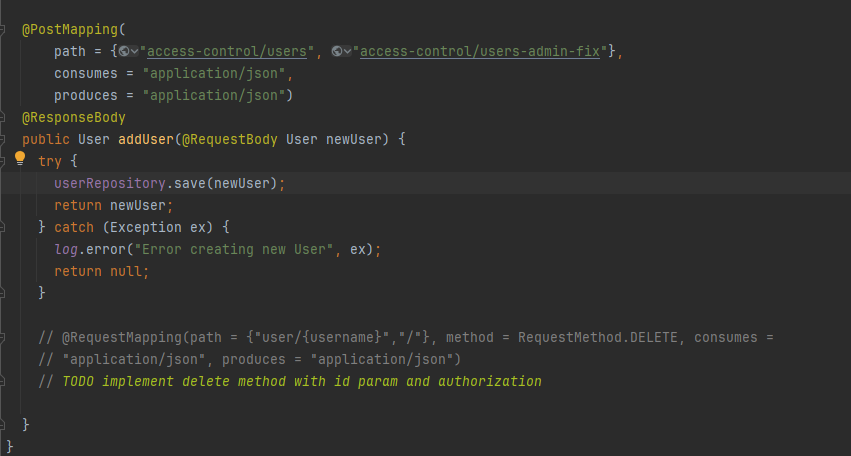 @PostMapping(
path = {"access-control/users", "access-control/users-admin-fix"},
consumes = "application/json",
produces = "application/json")
@ResponseBody
public User addUser(@RequestBody User newUser) {
try {
userRepository.save(newUser);
return newUser;
} catch (Exception ex) {
log.error("Error creating new User", ex);
return null;
}
// @RequestMapping(path = {"user/{username}","/"}, method = RequestMethod.DELETE, consumes =
// "application/json", produces = "application/json")
// TODO implement delete method with id param and authorization
}
}